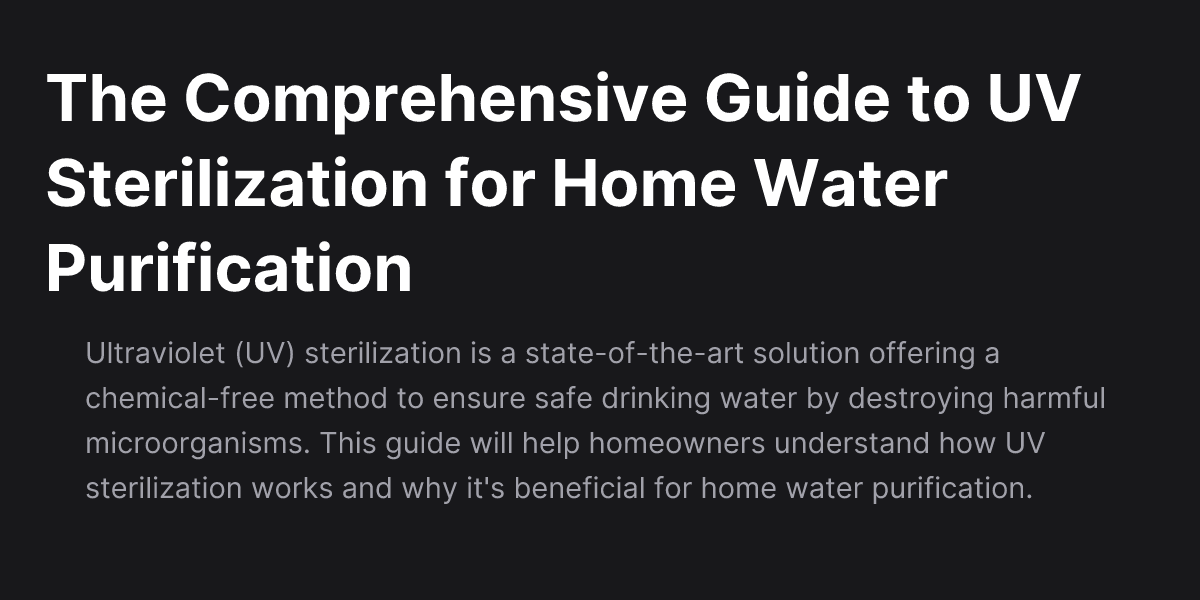 The Comprehensive Guide to UV
Sterilization for Home Water
Purification
Ultraviolet (UV) sterilization is a state-of-the-art solution offering a
chemical-free method to ensure safe drinking water by destroying harmful
microorganisms. This guide will help homeowners understand how UV
sterilization works and why it's beneficial for home water purification.